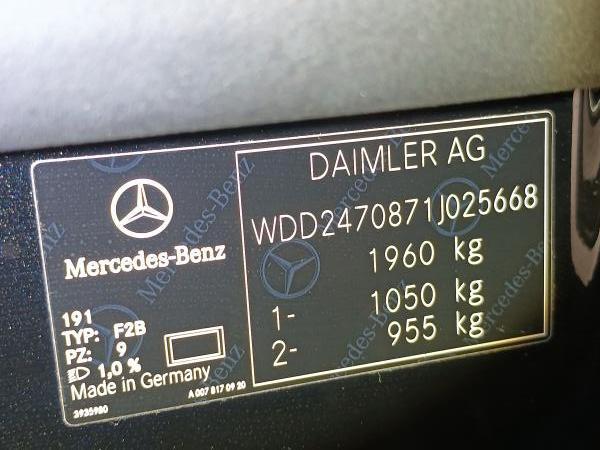 Mercedes-Benz
191
TYP: F2B
PZ: 9
1,0 %
Made in Germany
3935980
A 007 817 09 20
DAIMLER AG
WDD2470871J025668
1960 kg
1- 1050 kg
2- 955 kg